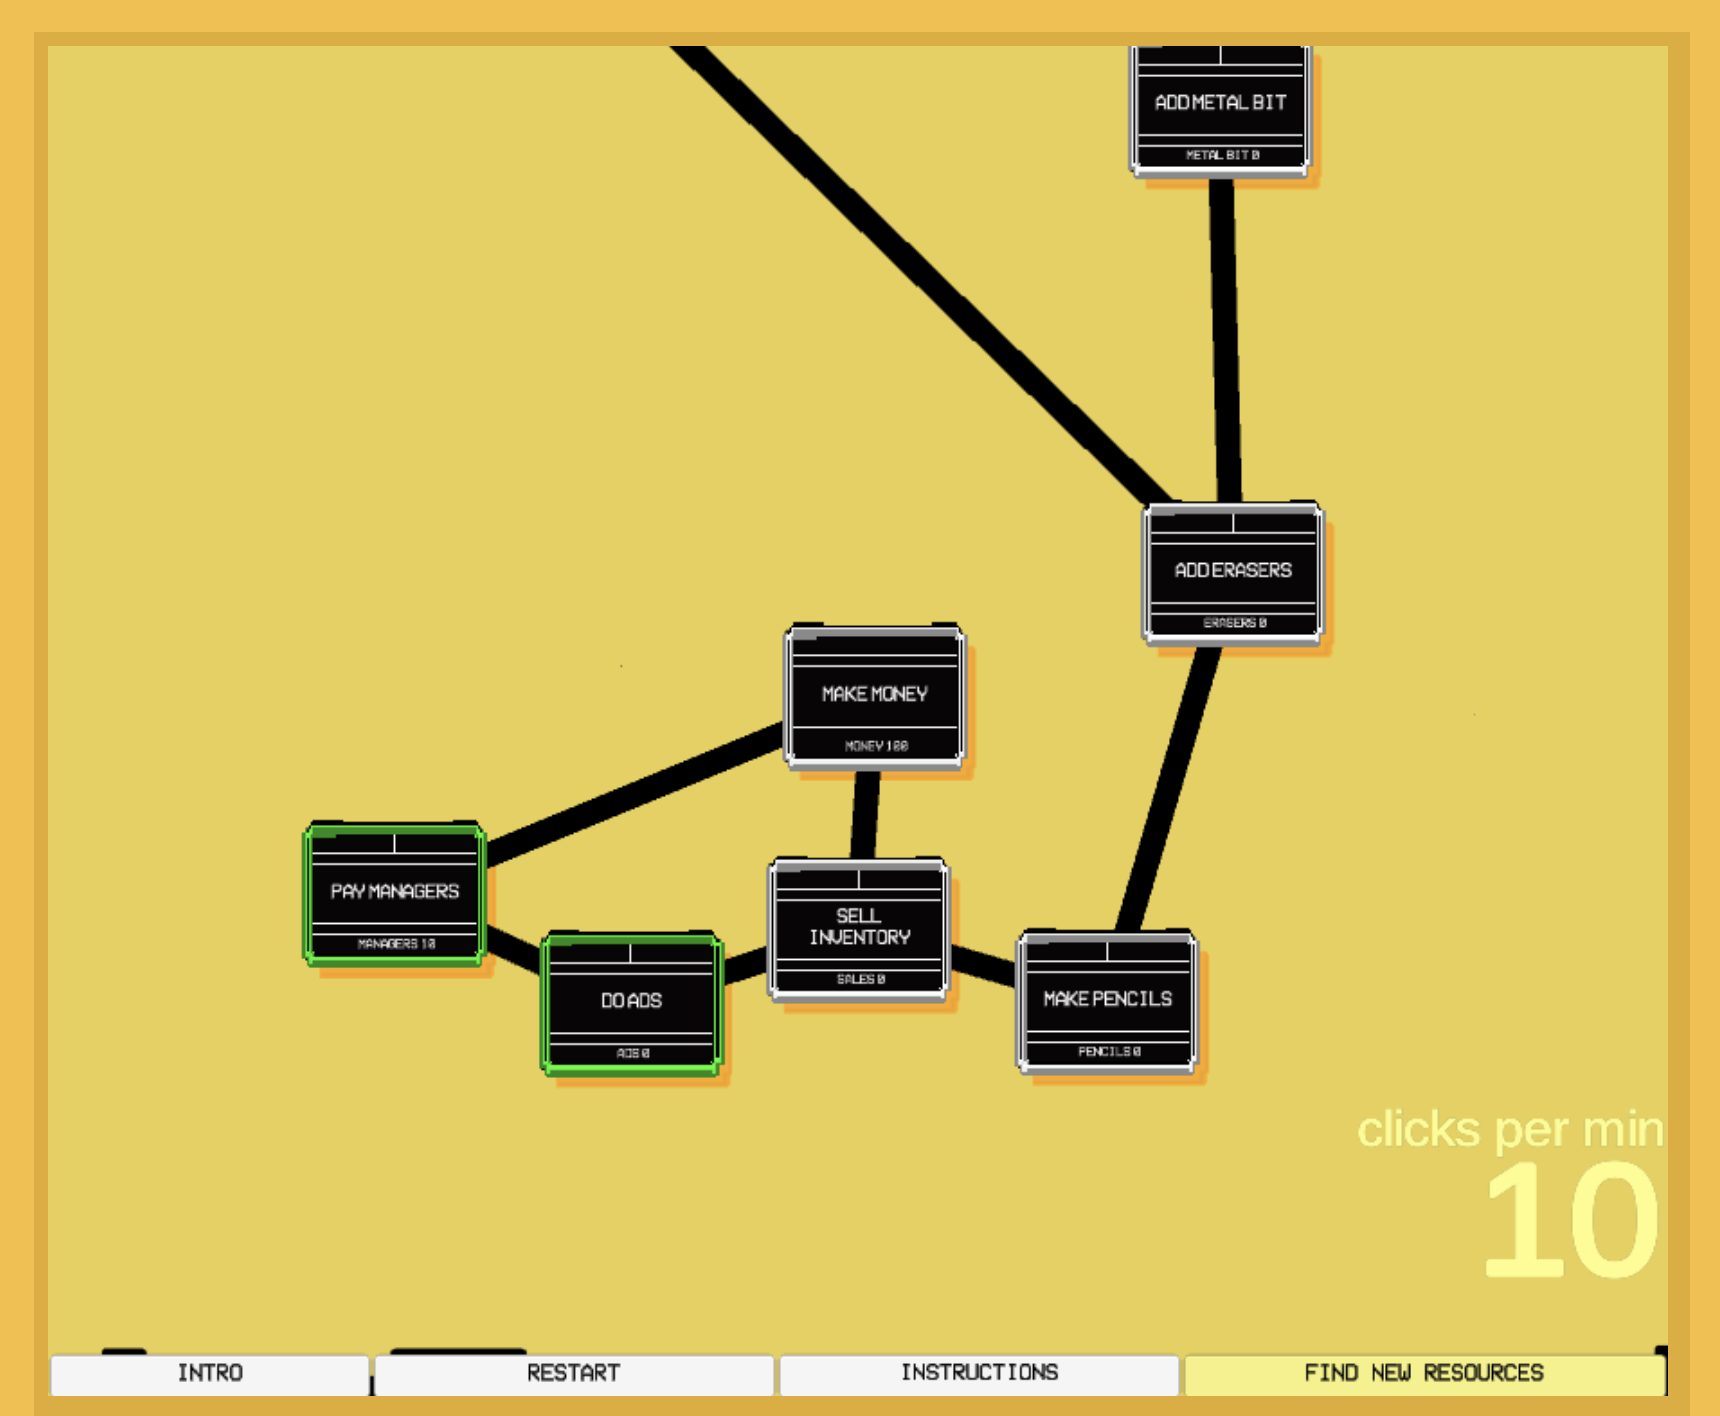 ADD METAL BIT
METAL BIT 0
ADD ERASERS
ERASERS 0
MAKE MONEY
MONEY 100
PAY MANAGERS
MANAGERS 10
SELL
INVENTORY
SALES 0
DO ADS
ADS 0
MAKE PENCILS
PENCILS 0
clicks per min
10
INTRO
RESTART
INSTRUCTIONS
FIND NEW RESOURCES